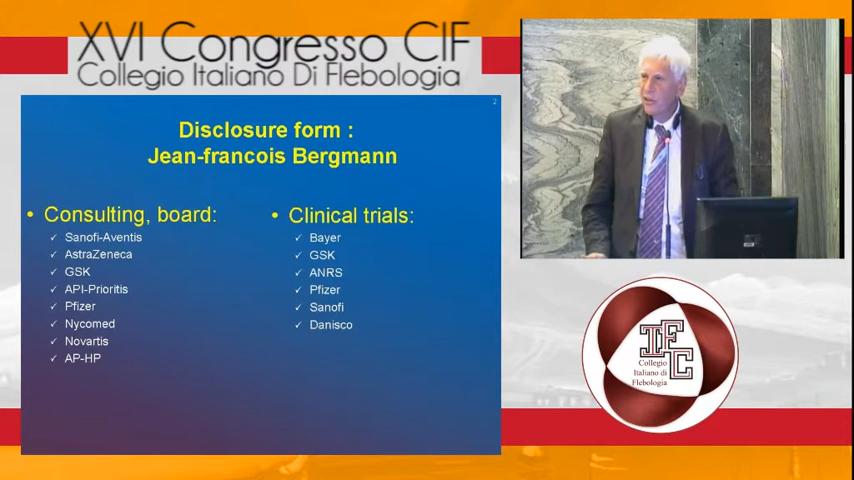 XVI Congresso CIF
Collegio Italiano Di Flebologia
2
Disclosure form :
Jean-francois Bergmann
• Consulting, board:
✓ Sanofi-Aventis
✓ AstraZeneca
✓ GSK
✓ API-Prioritis
✓ Pfizer
✓ Nycomed
✓ Novartis
✓ AP-HP
• Clinical trials:
✓ Bayer
✓ GSK
✓ ANRS
✓ Pfizer
✓ Sanofi
✓ Danisco
Collegio
Italiano di
Flebologia